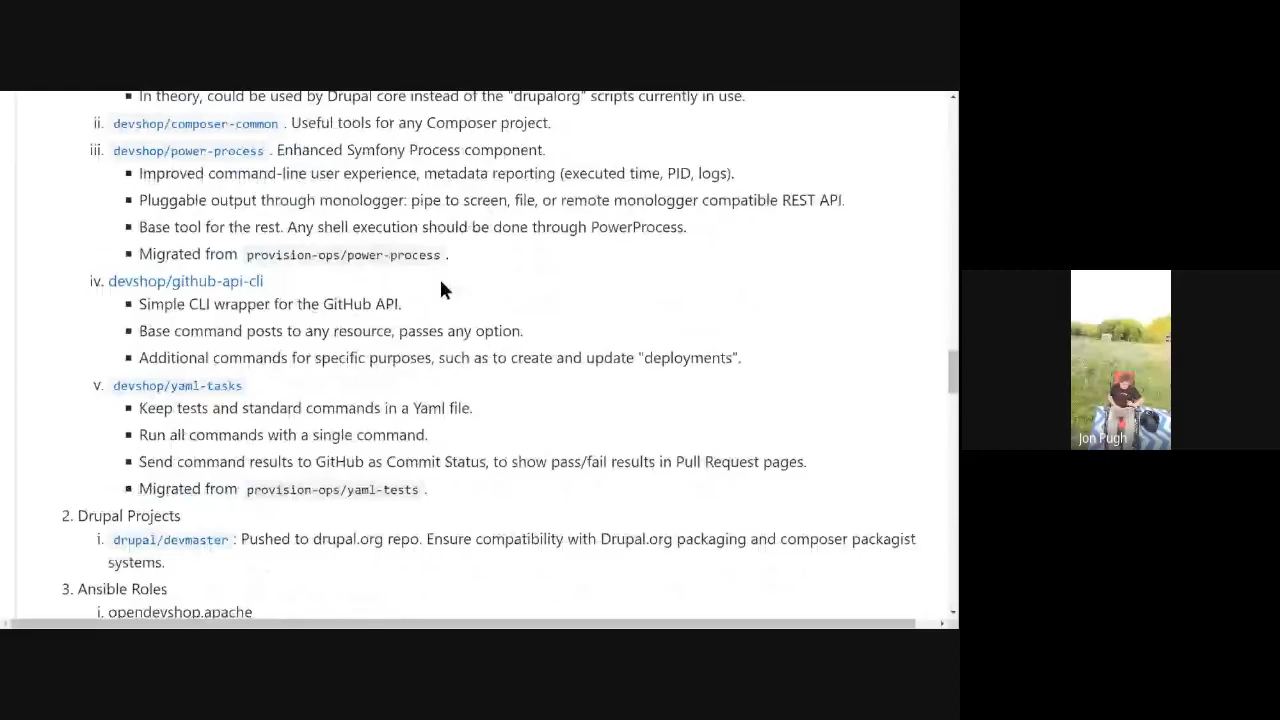 ▪ In theory, could be used by Drupal core instead of the "drupalorg" scripts currently in use.
ii. devshop/composer-common . Useful tools for any Composer project.
iii. devshop/power-process . Enhanced Symfony Process component.
▪ Improved command-line user experience, metadata reporting (executed time, PID, logs).
▪ Pluggable output through monologger: pipe to screen, file, or remote monologger compatible REST API.
▪ Base tool for the rest. Any shell execution should be done through PowerProcess.
▪ Migrated from provision-ops/power-process .
iv. devshop/github-api-cli
▪ Simple CLI wrapper for the GitHub API.
▪ Base command posts to any resource, passes any option.
▪ Additional commands for specific purposes, such as to create and update "deployments".
v. devshop/yaml-tasks
▪ Keep tests and standard commands in a Yaml file.
▪ Run all commands with a single command.
▪ Send command results to GitHub as Commit Status, to show pass/fail results in Pull Request pages.
▪ Migrated from provision-ops/yaml-tests .
2. Drupal Projects
i. drupal/devmaster : Pushed to drupal.org repo. Ensure compatibility with Drupal.org packaging and composer packagist
systems.
3. Ansible Roles
i. opendevshop.apache
Jon Pugh